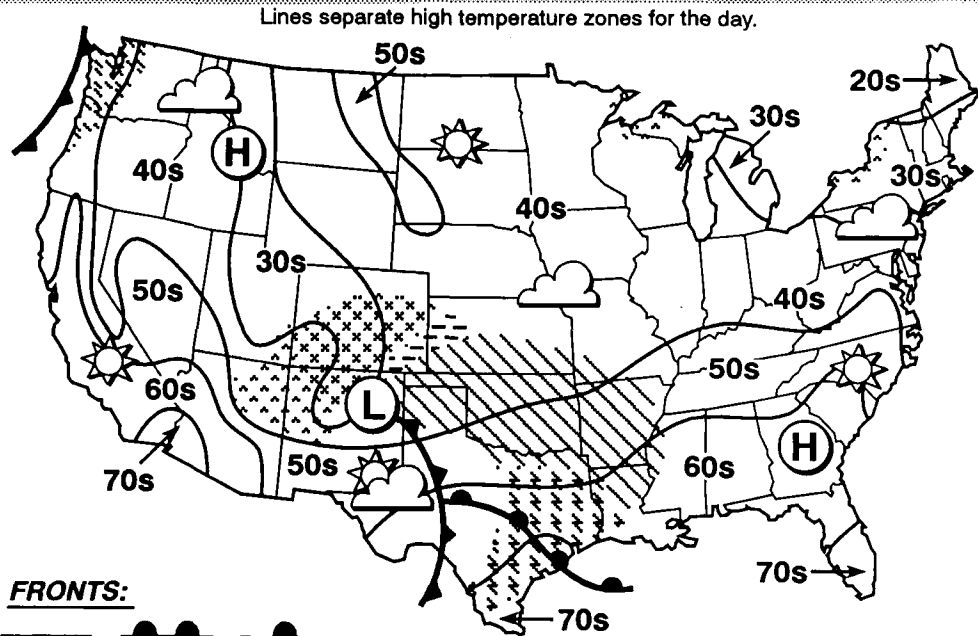 Lines separate high temperature zones for the day.
50s
20s
30s
H
40s
30s
40s
30s
50s
40s
50s
60s
L
H
50s
60s
70s
70s
70s
FRONTS: